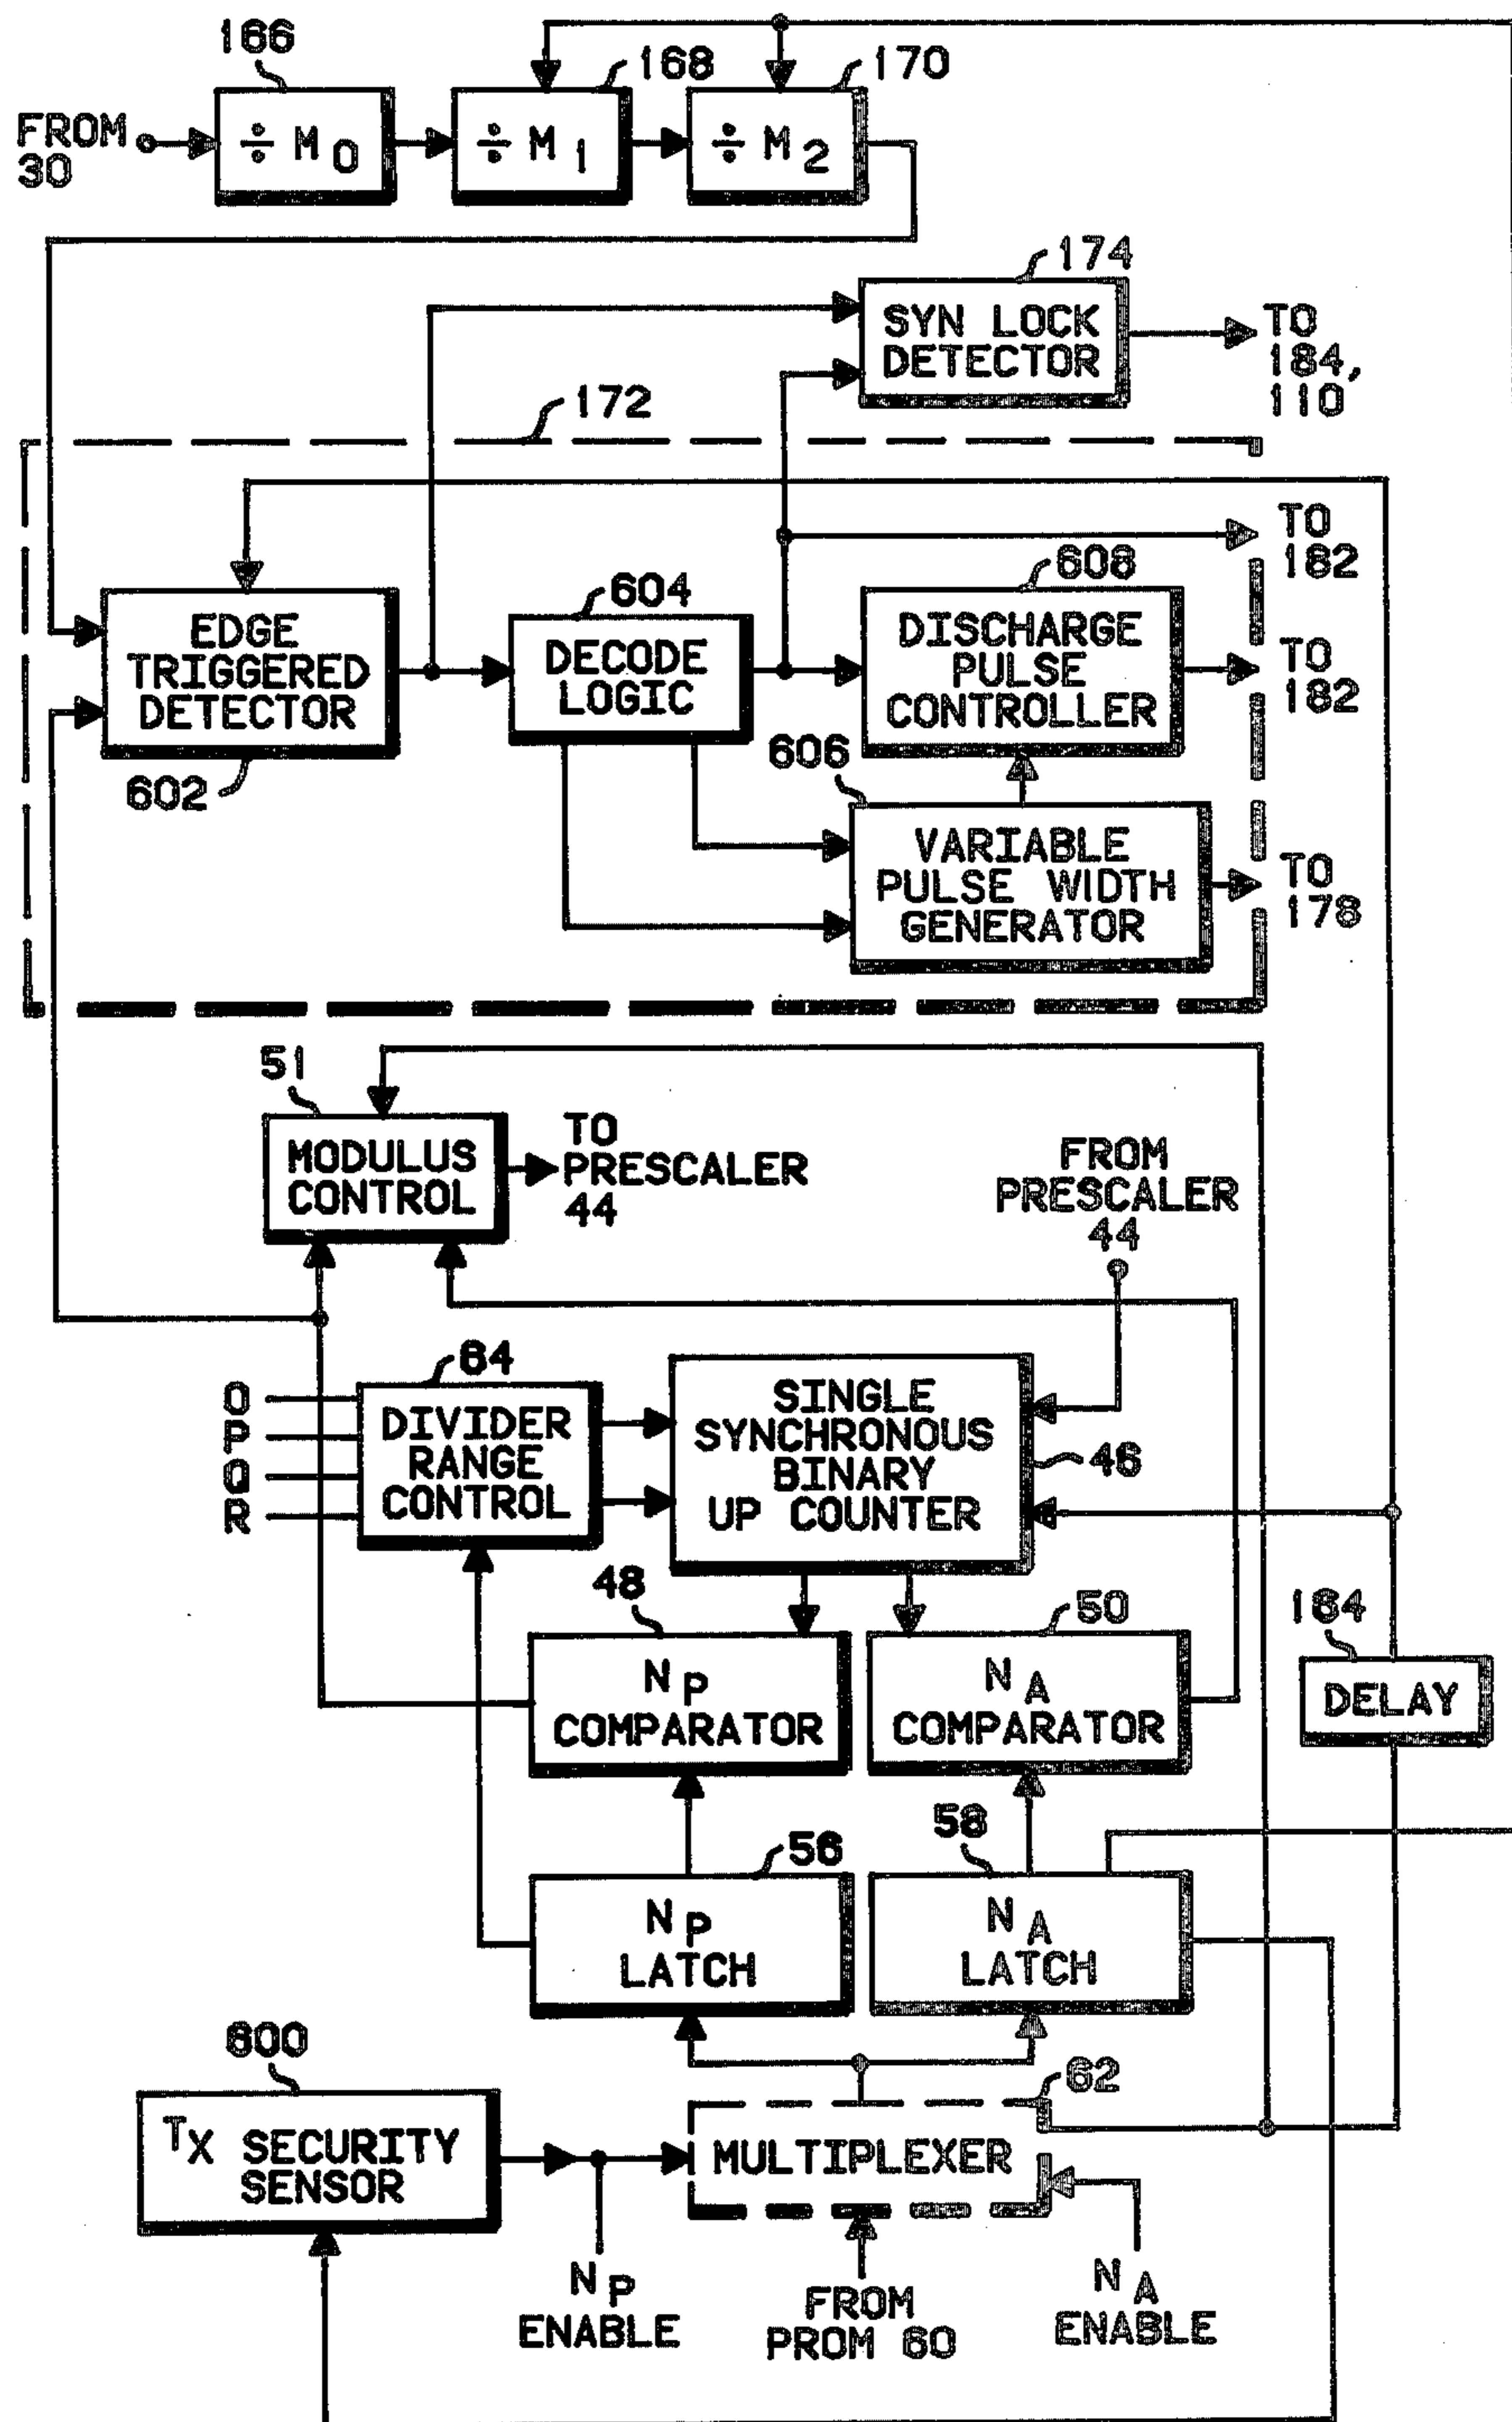 166
168
170
FROM
30
÷ M0
÷ M1
÷ M2
174
SYN LOCK
DETECTOR
TO
184,
110
172
TO
182
EDGE
TRIGGERED
DETECTOR
602
604
DECODE
LOGIC
608
DISCHARGE
PULSE
CONTROLLER
TO
182
606
VARIABLE
PULSE WIDTH
GENERATOR
TO
178
51
MODULUS
CONTROL
TO
PRESCALER
44
FROM
PRESCALER
44
64
O
P
Q
R
DIVIDER
RANGE
CONTROL
SINGLE
SYNCHRONOUS
BINARY
UP COUNTER
46
48
NP
COMPARATOR
50
NA
COMPARATOR
164
DELAY
56
NP
LATCH
58
NA
LATCH
600
TX SECURITY
SENSOR
62
MULTIPLEXER
NP
ENABLE
FROM
PROM 60
NA
ENABLE